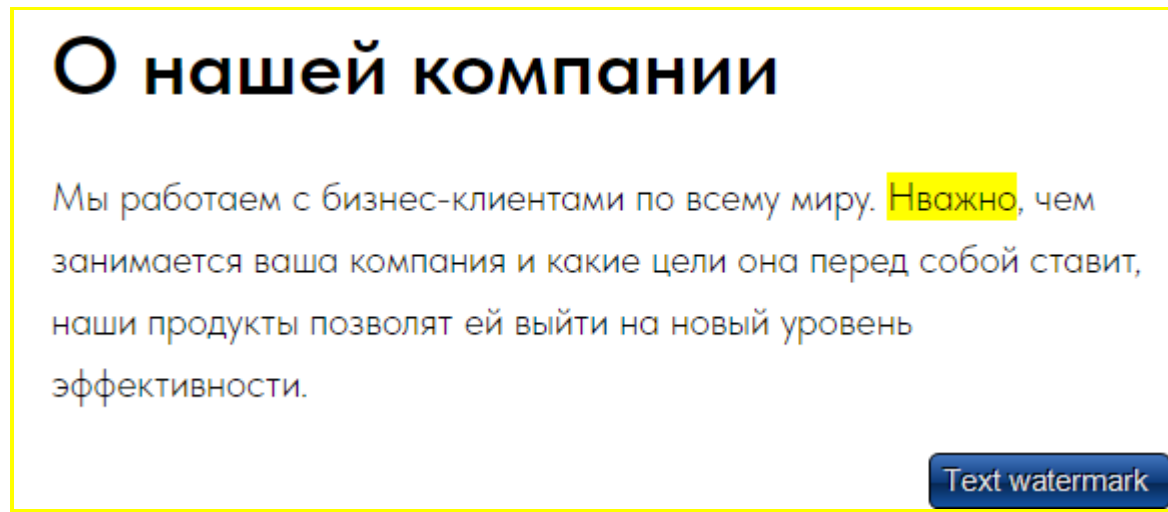 О нашей компании
Мы работаем с бизнес-клиентами по всему миру. Нважно, чем
занимается ваша компания и какие цели она перед собой ставит,
наши продукты позволят ей выйти на новый уровень
эффективности.
Text watermark